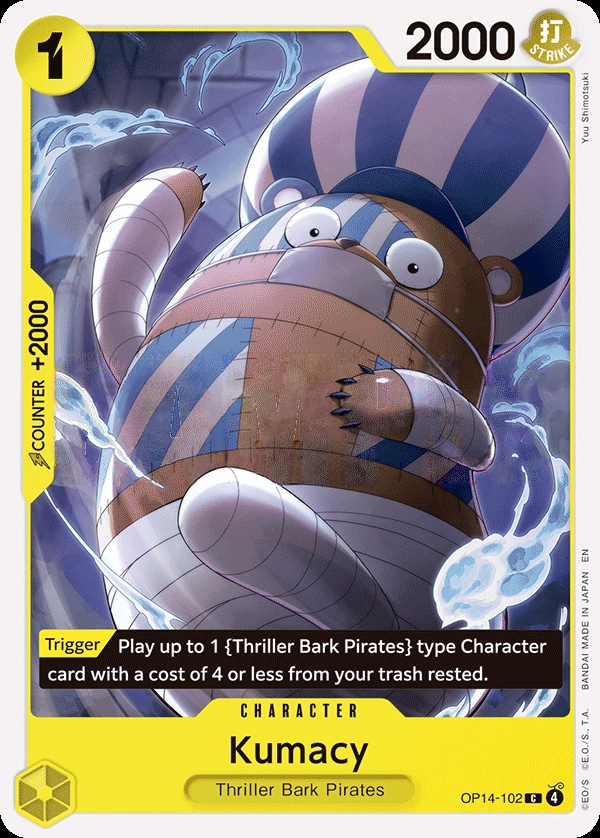 1
2000
打
STRIKE
Yuu Shimotsuki
COUNTER +2000
Trigger Play up to 1 {Thriller Bark Pirates} type Character
card with a cost of 4 or less from your trash rested.
CHARACTER
Kumacy
Thriller Bark Pirates
OP14-102 C 4
©E.O/S ©E.O./S., T.A. BANDAI MADE IN JAPAN EN